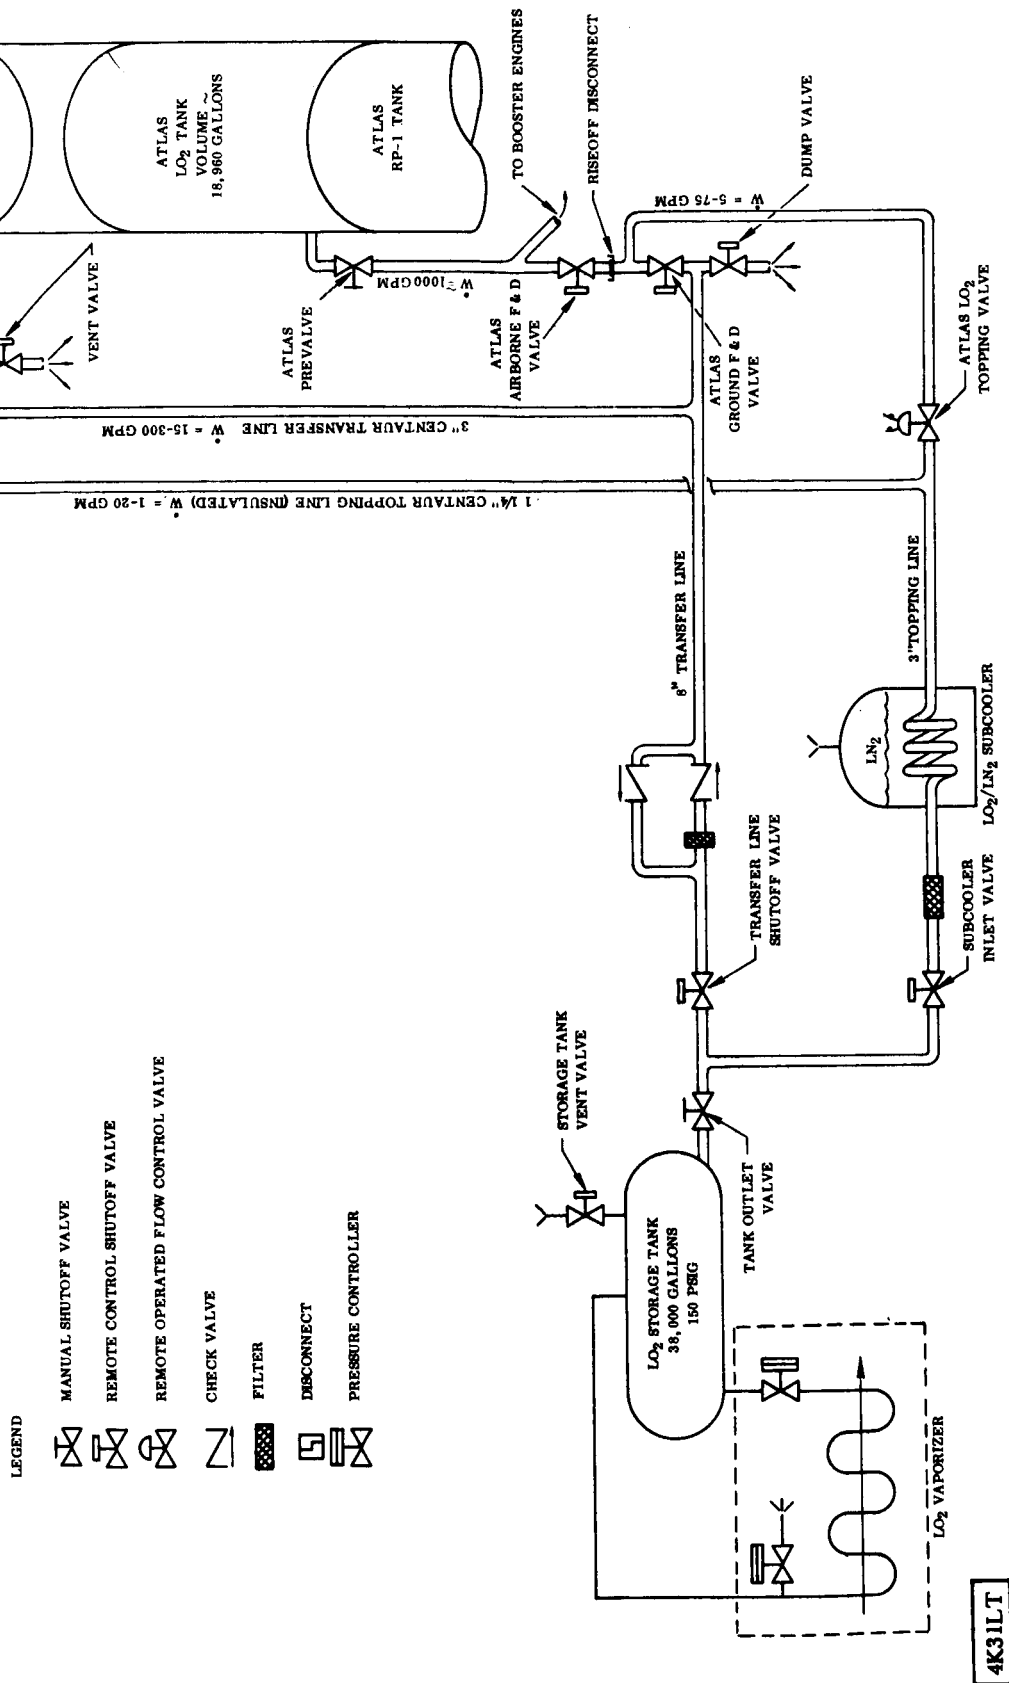 LEGEND
MANUAL SHUTOFF VALVE
REMOTE CONTROL SHUTOFF VALVE
REMOTE OPERATED FLOW CONTROL VALVE
CHECK VALVE
FILTER
DISCONNECT
PRESSURE CONTROLLER
VENT VALVE
ATLAS
LO₂ TANK
VOLUME ~
18,960 GALLONS
ATLAS
RP-1 TANK
ATLAS
PREVALVE
Ẇ ≈ 1000 GPM
TO BOOSTER ENGINES
ATLAS
AIRBORNE F & D
VALVE
RISEOFF DISCONNECT
Ẇ = 5-75 GPM
DUMP VALVE
ATLAS
GROUND F & D
VALVE
ATLAS LO₂
TOPPING VALVE
3" CENTAUR TRANSFER LINE Ẇ = 15-300 GPM
1 1/4" CENTAUR TOPPING LINE (INSULATED) Ẇ = 1-20 GPM
8" TRANSFER LINE
3" TOPPING LINE
LN₂
LO₂/LN₂ SUBCOOLER
TRANSFER LINE
SHUTOFF VALVE
SUBCOOLER
INLET VALVE
STORAGE TANK
VENT VALVE
TANK OUTLET
VALVE
LO₂ STORAGE TANK
38,000 GALLONS
150 PSIG
LO₂ VAPORIZER
4K31LT